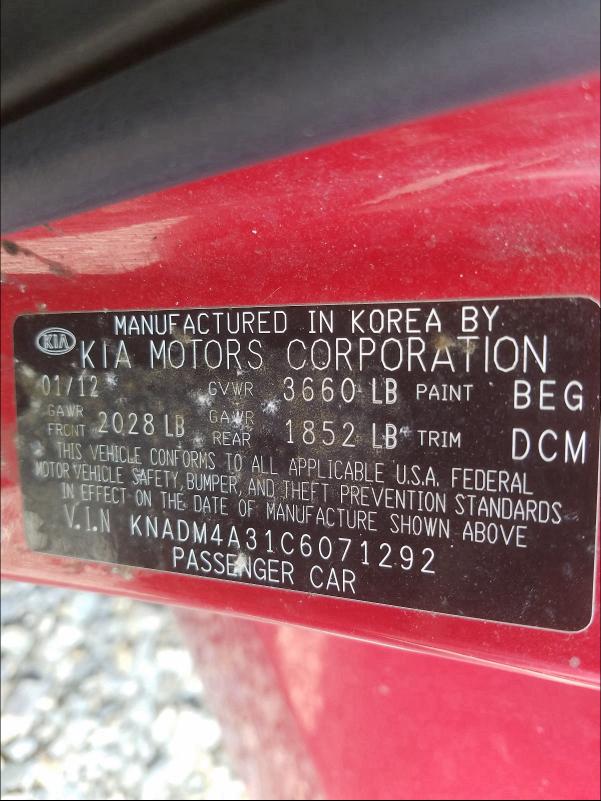 MANUFACTURED IN KOREA BY
KIA KIA MOTORS CORPORATION
01/12 GVWR 3660 LB PAINT BEG
GAWR FRONT 2028 LB GAWR REAR 1852 LB TRIM DCM
THIS VEHICLE CONFORMS TO ALL APPLICABLE U.S.A. FEDERAL
MOTOR VEHICLE SAFETY, BUMPER, AND THEFT PREVENTION STANDARDS
IN EFFECT ON THE DATE OF MANUFACTURE SHOWN ABOVE
V.I.N KNADM4A31C6071292
PASSENGER CAR